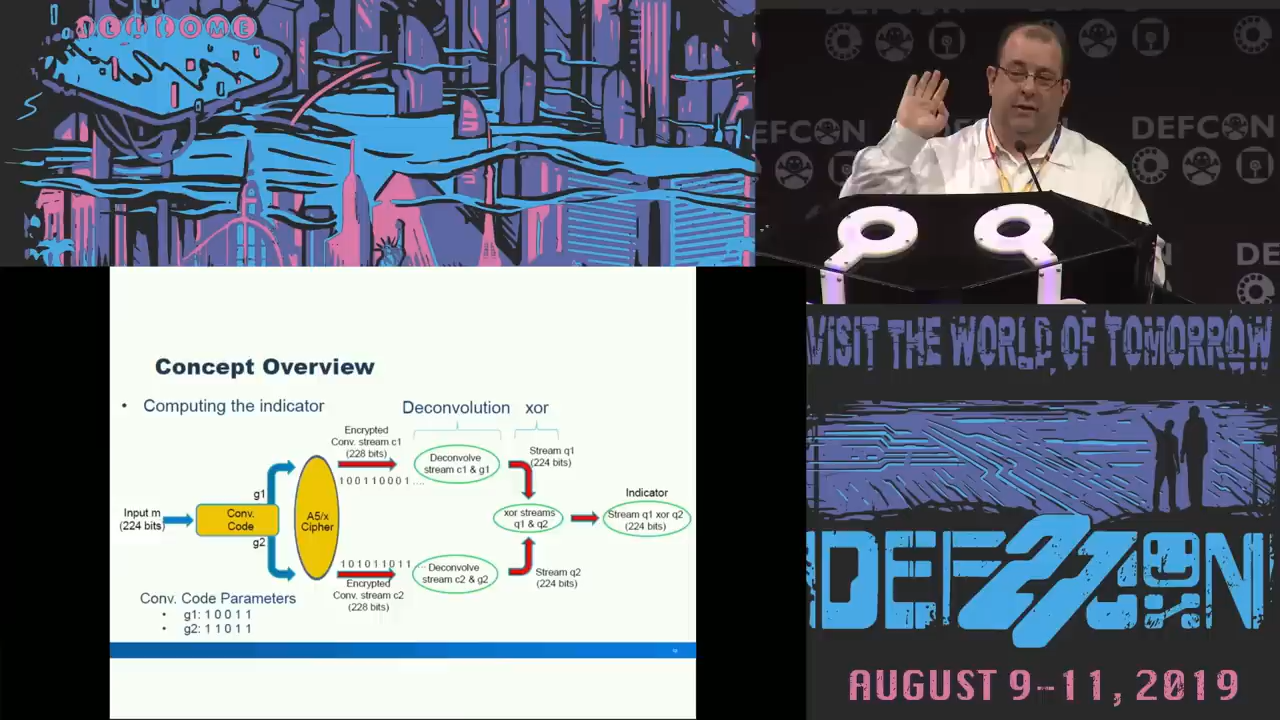 WELCOME
DEFCON
DEFCON
DEFCON
DE
Concept Overview
• Computing the indicator
Deconvolution xor
Encrypted
Conv. stream c1
(228 bits)
Stream q1
(224 bits)
Deconvolve
stream c1 & g1
1 0 0 1 1 0 0 0 1 ....
g1
Indicator
Input m
(224 bits)
Conv.
Code
A5/x
Cipher
xor streams
q1 & q2
Stream q1 xor q2
(224 bits)
g2
1 0 1 0 1 1 0 1 1 ...
Deconvolve
stream c2 & g2
Encrypted
Conv. stream c2
(228 bits)
Stream q2
(224 bits)
Conv. Code Parameters
• g1: 1 0 0 1 1
• g2: 1 1 0 1 1
VISIT THE WORLD OF TOMORROW
DEF27CON
AUGUST 9-11, 2019